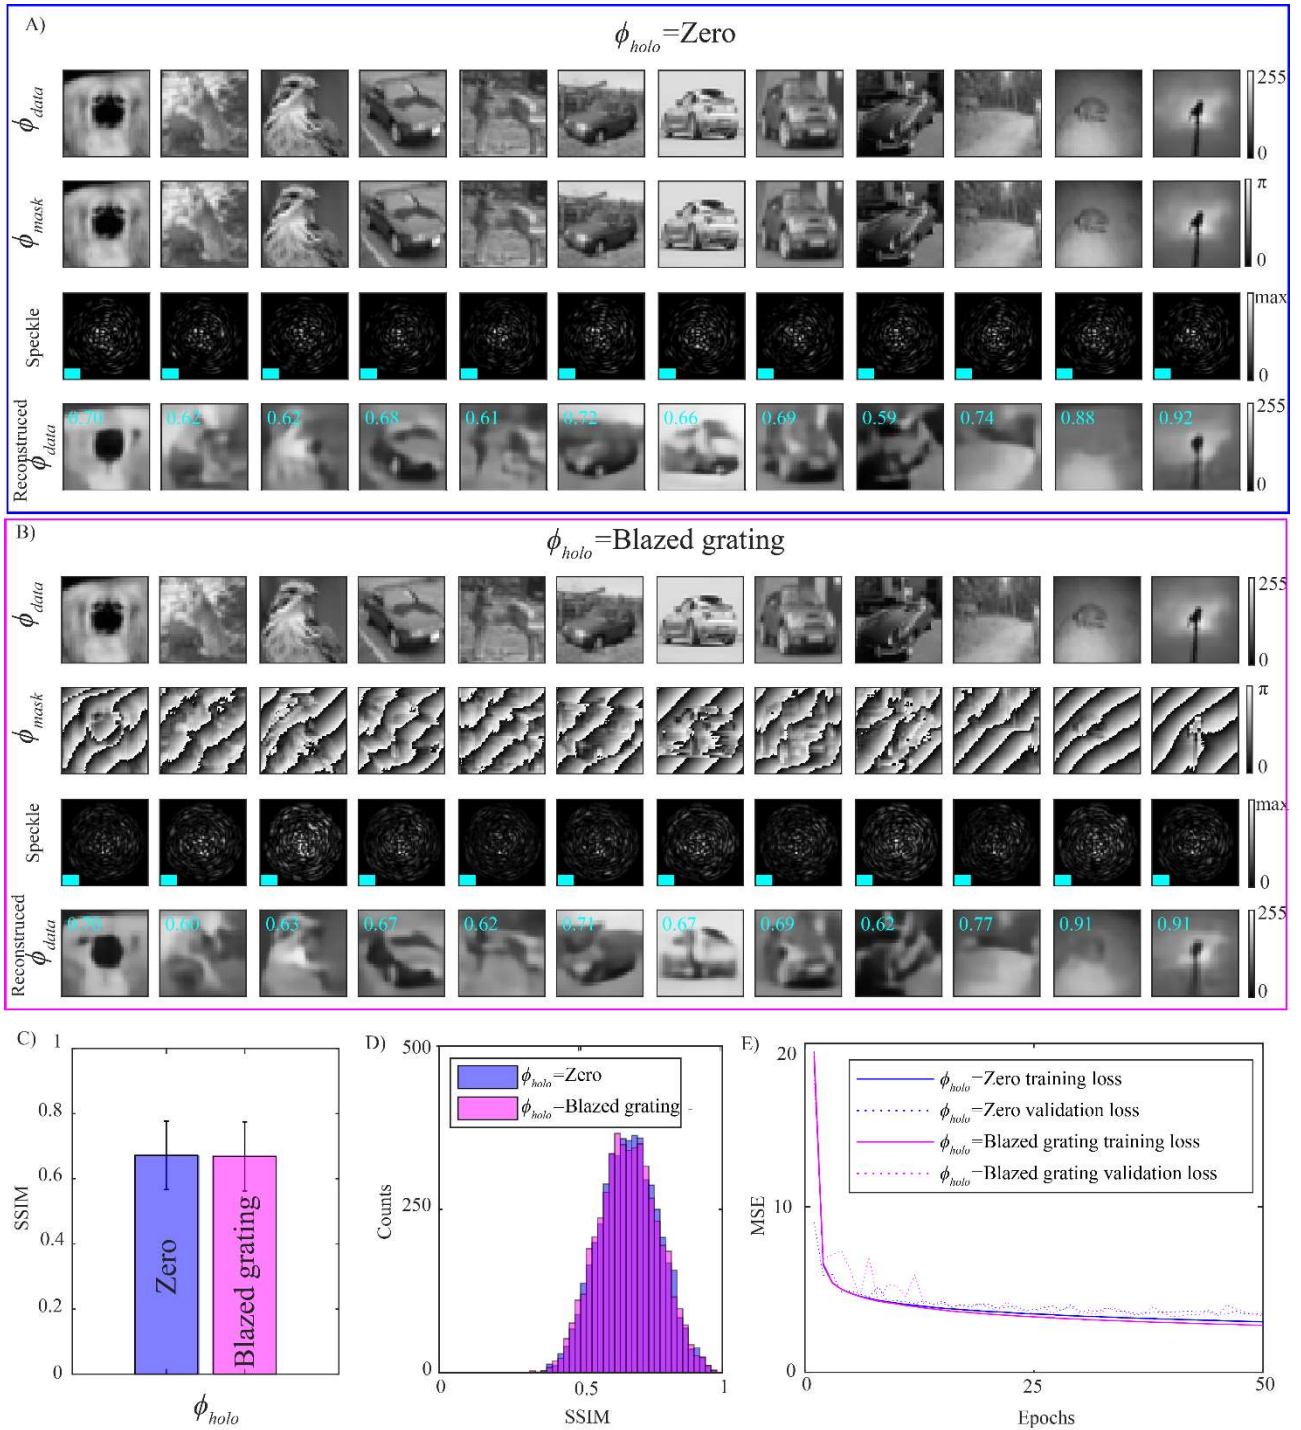 A)
ϕholo=Zero
ϕdata
255
0
ϕmask
π
0
Speckle
max
0
Reconstruced
ϕdata
0.70 0.62 0.62 0.68 0.61 0.72 0.66 0.69 0.59 0.74 0.88 0.92
255
0
B)
ϕholo=Blazed grating
ϕdata
255
0
ϕmask
π
0
Speckle
max
0
Reconstruced
ϕdata
0.70 0.60 0.63 0.67 0.62 0.71 0.67 0.69 0.62 0.77 0.91 0.91
255
0
C)
1
0.8
0.6
0.4
0.2
0
SSIM
Zero
Blazed grating
ϕholo
D)
500
250
0
Counts
ϕholo=Zero
ϕholo=Blazed grating
0 0.5 1
SSIM
E)
20
10
0
MSE
ϕholo=Zero training loss
ϕholo=Zero validation loss
ϕholo=Blazed grating training loss
ϕholo=Blazed grating validation loss
0 25 50
Epochs